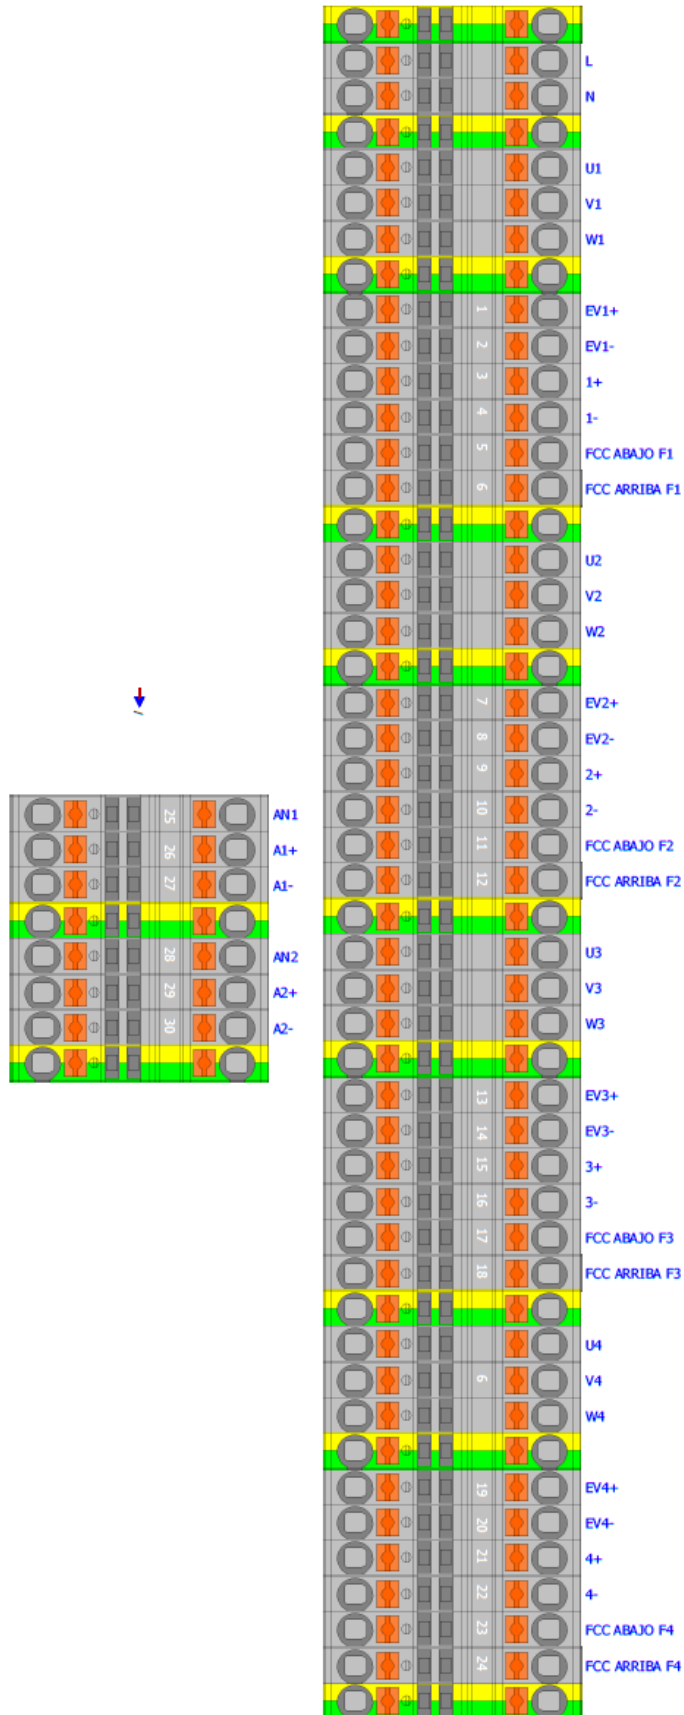 L
N
U1
V1
W1
1 EV1+
2 EV1-
3 1+
4 1-
5 FCC ABAJO F1
6 FCC ARRIBA F1
U2
V2
W2
7 EV2+
8 EV2-
9 2+
10 2-
11 FCC ABAJO F2
12 FCC ARRIBA F2
U3
V3
W3
13 EV3+
14 EV3-
15 3+
16 3-
17 FCC ABAJO F3
18 FCC ARRIBA F3
U4
6 V4
W4
19 EV4+
20 EV4-
21 4+
22 4-
23 FCC ABAJO F4
24 FCC ARRIBA F4
25 AN1
26 A1+
27 A1-
28 AN2
29 A2+
30 A2-